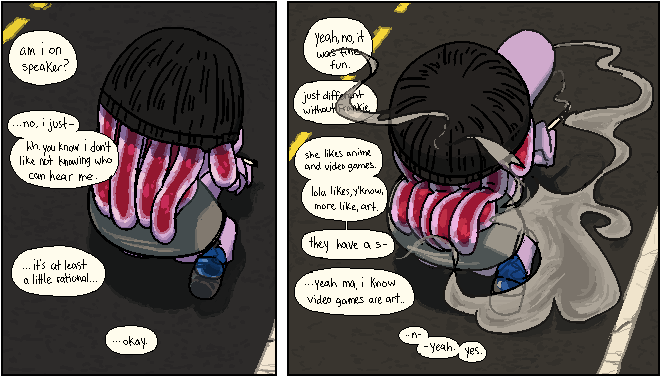 am i on
speaker?
...no, i just-
wh. you know i don't
like not knowing who
can hear me.
...it's at least
a little rational...
...okay.
yeah, no, it
was fine
fun.
just different
without Frankie.
she likes anime
and video games.
lola likes, y'know,
more like, art.
they have a s-
...yeah ma, i know
video games are art..
..n-
-yeah.
yes.